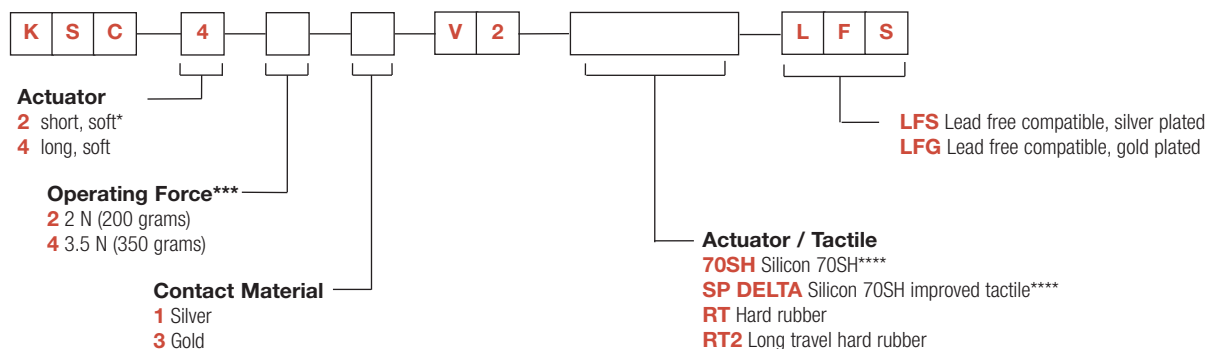 K S C 4 V 2 L F S
Actuator
2 short, soft*
4 long, soft
LFS Lead free compatible, silver plated
LFG Lead free compatible, gold plated
Operating Force***
2 2 N (200 grams)
4 3.5 N (350 grams)
Actuator / Tactile
70SH Silicon 70SH****
SP DELTA Silicon 70SH improved tactile****
RT Hard rubber
RT2 Long travel hard rubber
Contact Material
1 Silver
3 Gold